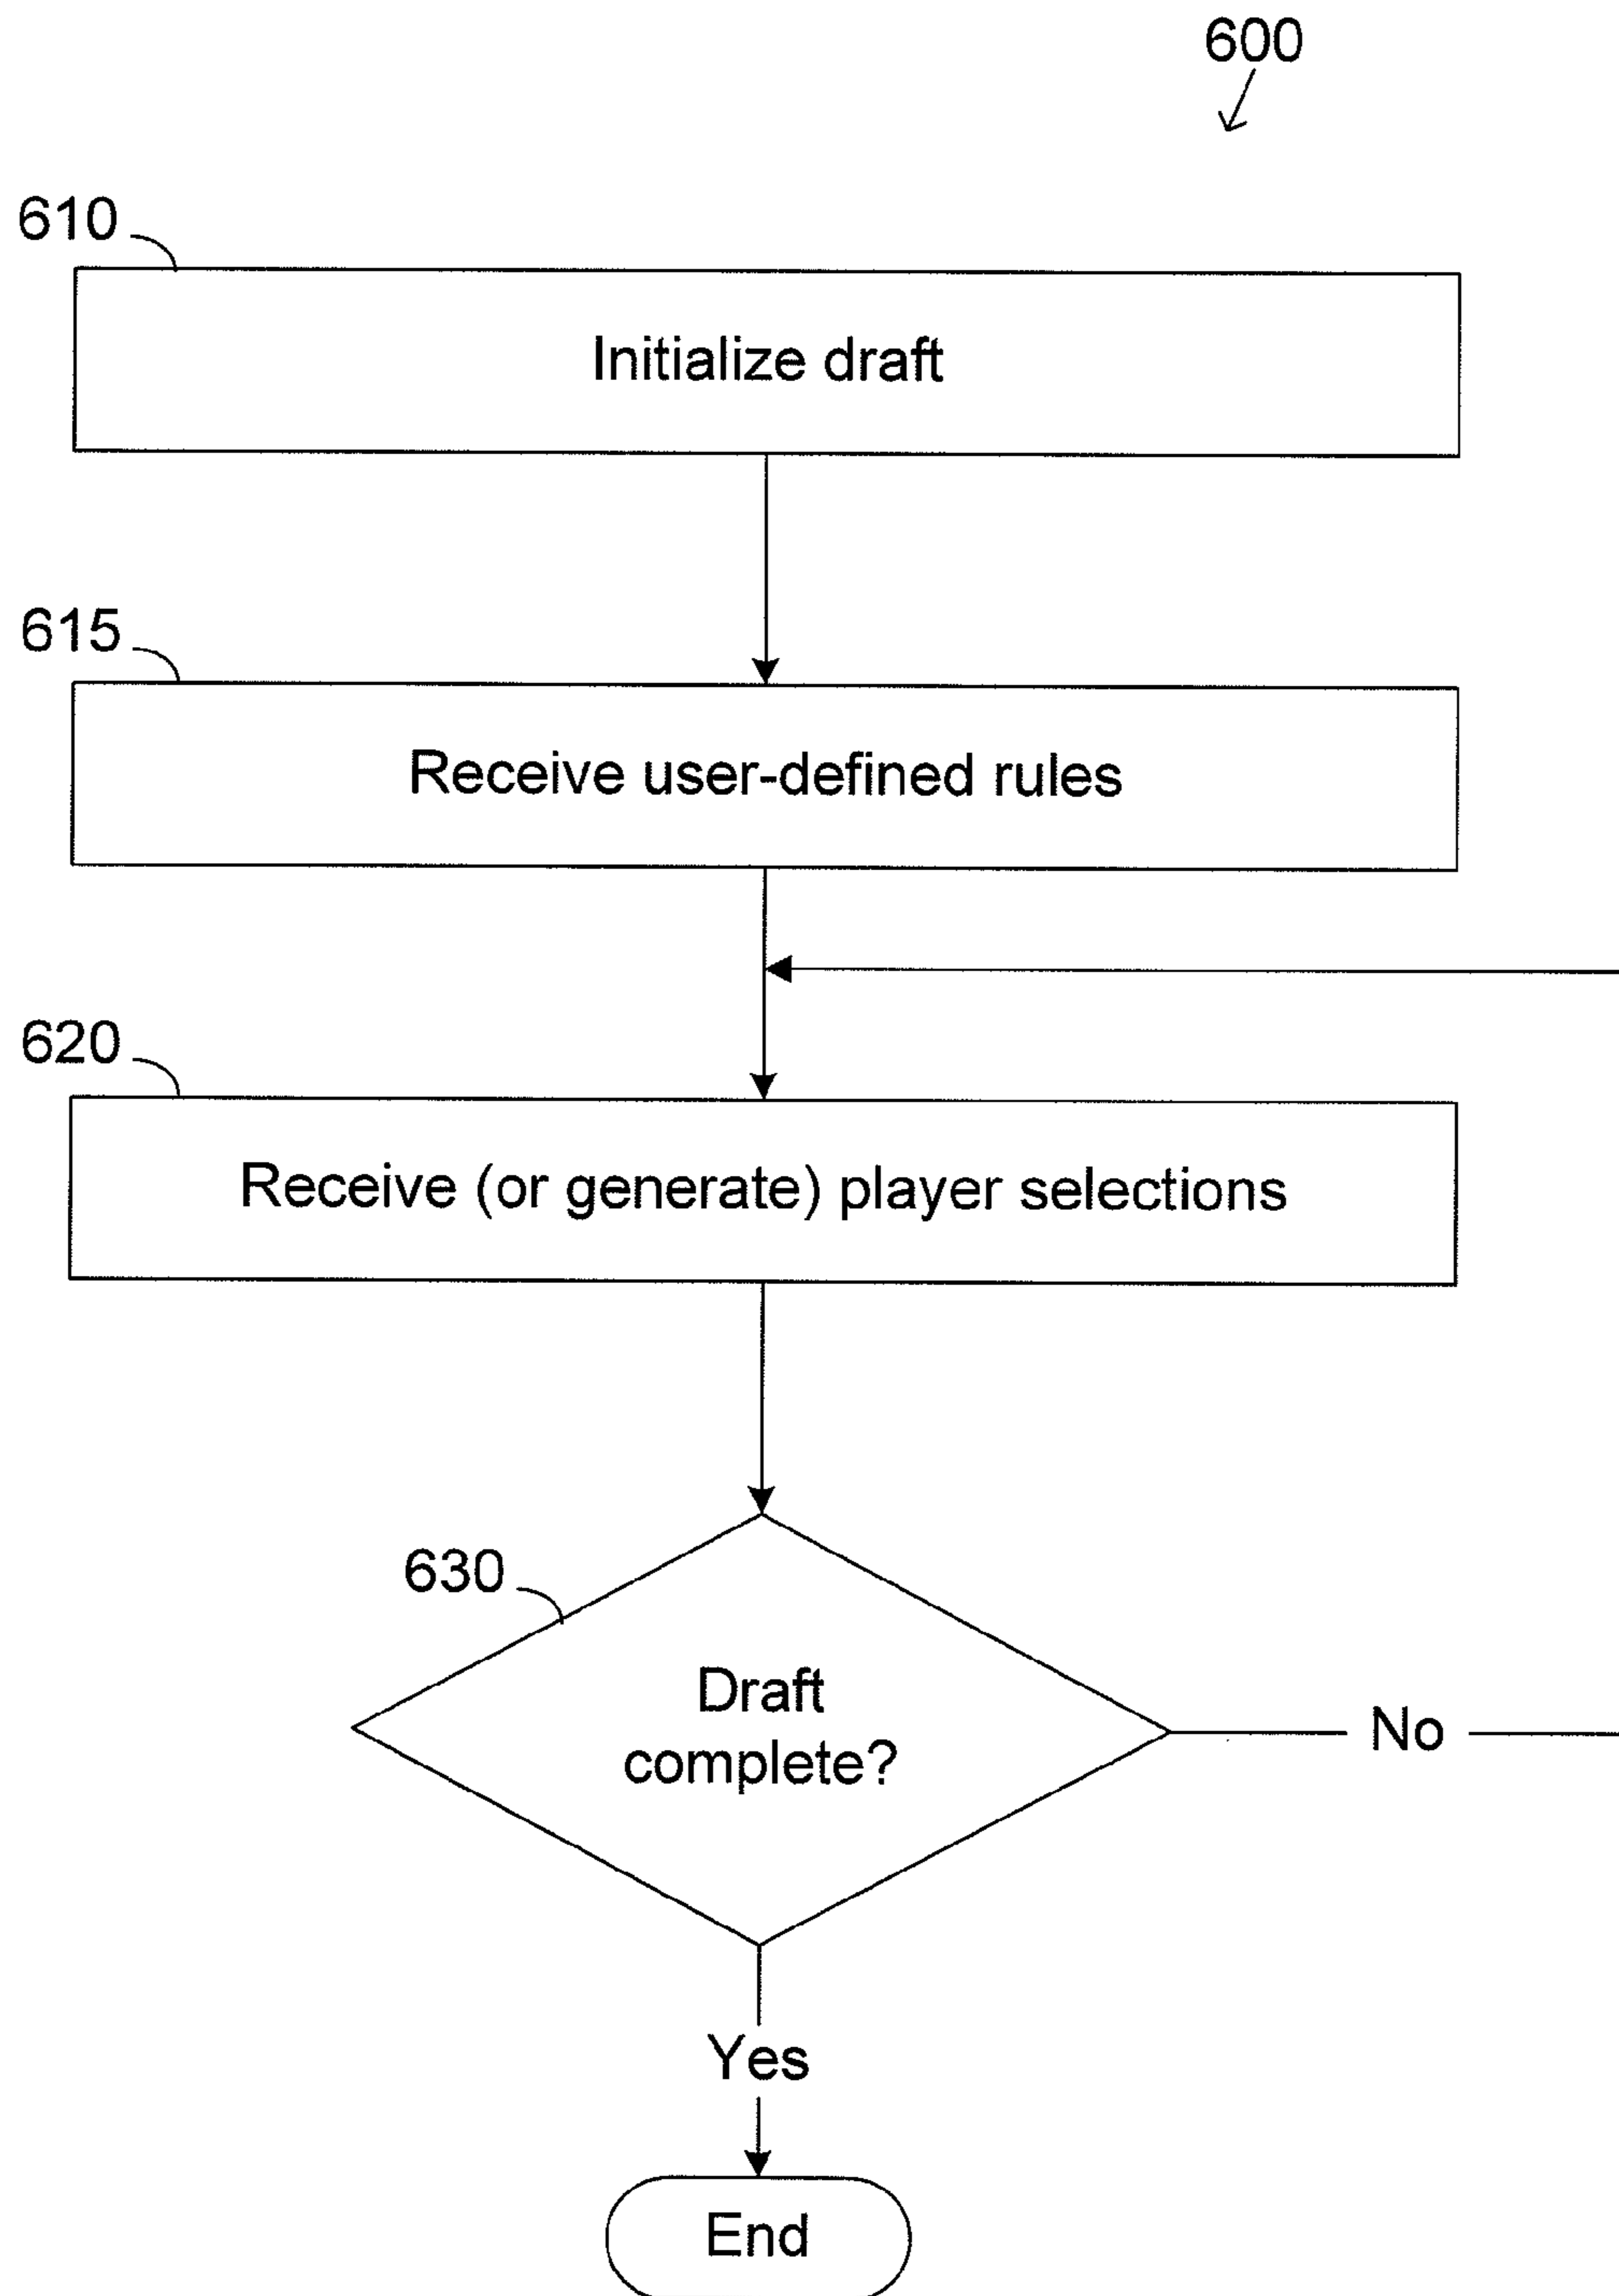 600
610
Initialize draft
615
Receive user-defined rules
620
Receive (or generate) player selections
630
Draft
complete?
No
Yes
End